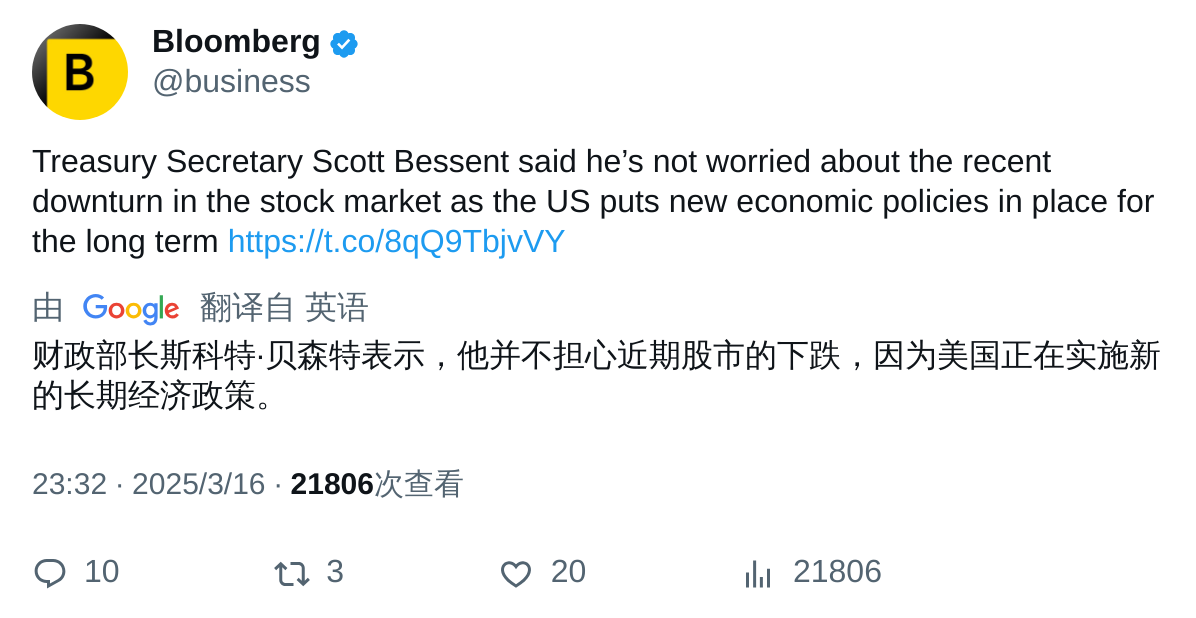 B
Bloomberg
@business
Treasury Secretary Scott Bessent said he’s not worried about the recent
downturn in the stock market as the US puts new economic policies in place for
the long term https://t.co/8qQ9TbjvVY
由 Google 翻译自 英语
财政部长斯科特·贝森特表示，他并不担心近期股市的下跌，因为美国正在实施新
的长期经济政策。
23:32 · 2025/3/16 · 21806次查看
10 3 20 21806